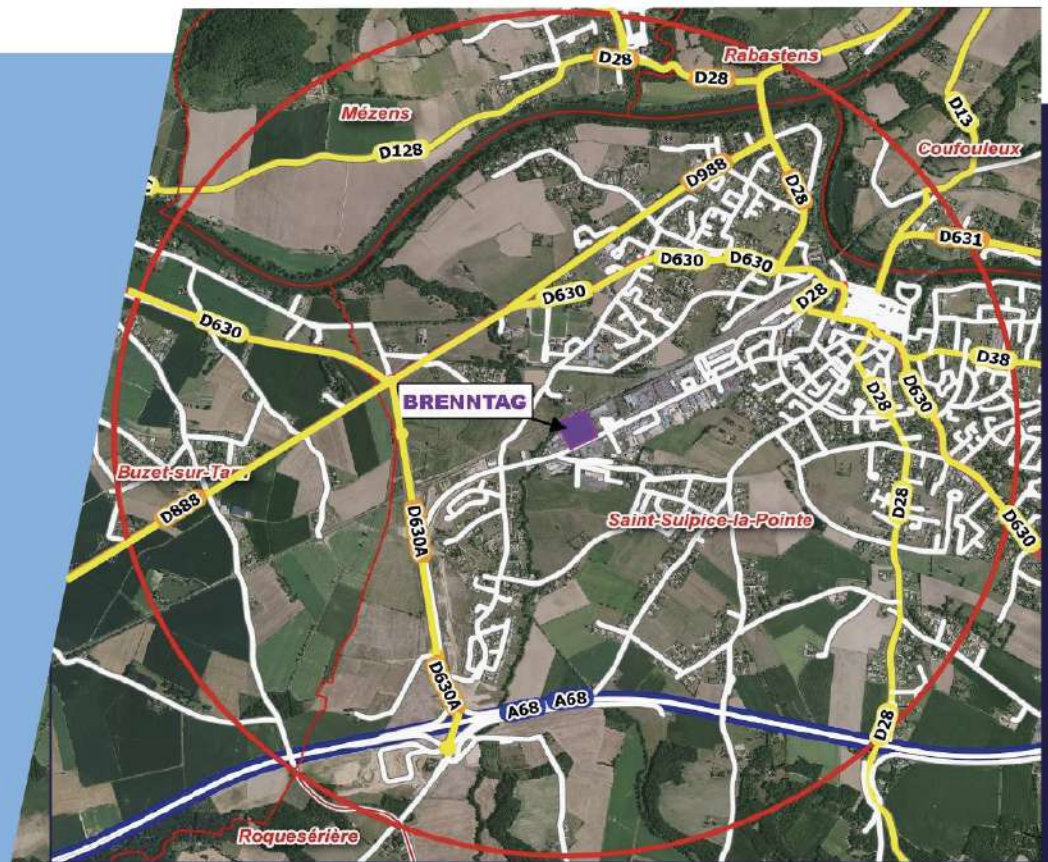 D28
Rabastens
D28
Mézens
D13
D128
Coufouleux
D988
D28
D631
D630
D630
D630
D28
D630
D38
BRENNTAG
D28
D630
Buzet-sur-Tarn
D888
D28
D630A
Saint-Sulpice-la-Pointe
D630
D630A
A68
A68
D28
Roquesérière